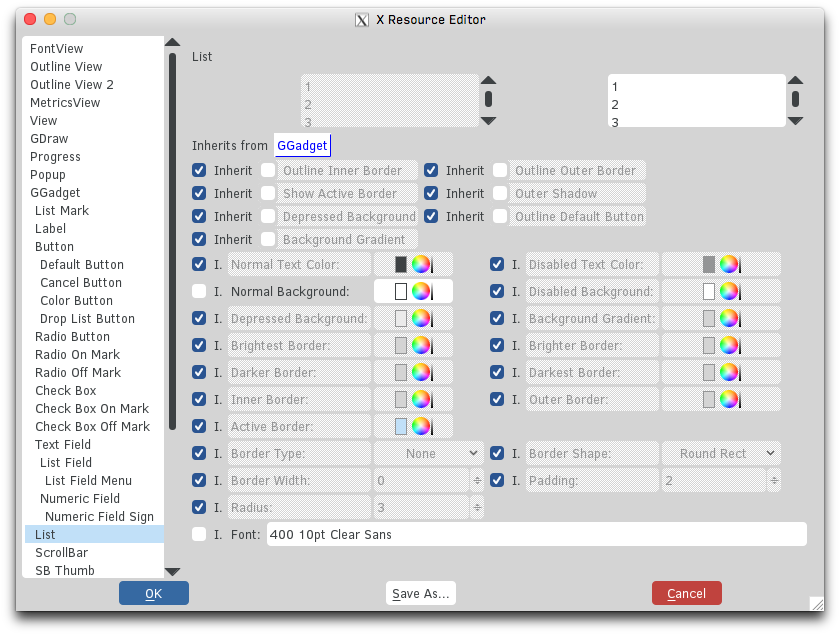 X Resource Editor
FontView
Outline View
Outline View 2
MetricsView
View
GDraw
Progress
Popup
GGadget
List Mark
Label
Button
Default Button
Cancel Button
Color Button
Drop List Button
Radio Button
Radio On Mark
Radio Off Mark
Check Box
Check Box On Mark
Check Box Off Mark
Text Field
List Field
List Field Menu
Numeric Field
Numeric Field Sign
List
ScrollBar
SB Thumb
List
1 1
2 2
3 3
Inherits from GGadget
Inherit Outline Inner Border Inherit Outline Outer Border
Inherit Show Active Border Inherit Outer Shadow
Inherit Depressed Background Inherit Outline Default Button
Inherit Background Gradient
I. Normal Text Color: I. Disabled Text Color:
I. Normal Background: I. Disabled Background:
I. Depressed Background: I. Background Gradient:
I. Brightest Border: I. Brighter Border:
I. Darker Border: I. Darkest Border:
I. Inner Border: I. Outer Border:
I. Active Border:
I. Border Type: None I. Border Shape: Round Rect
I. Border Width: 0 I. Padding: 2
I. Radius: 3
I. Font: 400 10pt Clear Sans
OK Save As... Cancel